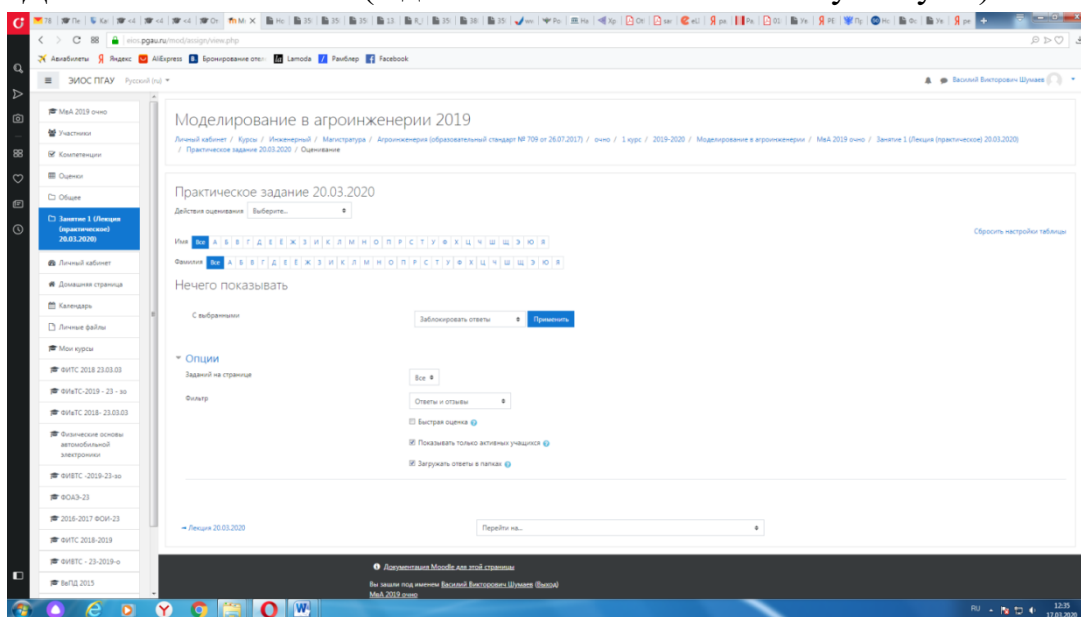 eios.pgau.ru/mod/assign/view.php
Авиабилеты Яндекс AliExpress Бронирование отел Lamoda Рамблер Facebook
ЭИОС ПГАУ Русский (ru)
Василий Викторович Шумаев
МвА 2019 очно
Участники
Компетенции
Оценки
Общее
Занятие 1 (Лекция (практическое) 20.03.2020)
Личный кабинет
Домашняя страница
Календарь
Личные файлы
Мои курсы
ФИТС 2018 23.03.03
ФИвТС-2019 - 23 - зо
ФИвТС 2018- 23.03.03
Физические основы автомобильной электроники
ФИВТС -2019-23-зо
ФОАЭ-23
2016-2017 ФОИ-23
ФИТС 2018-2019
ФИВТС - 23-2019-о
ВвПД 2015
Моделирование в агроинженерии 2019
Личный кабинет / Курсы / Инженерный / Магистратура / Агроинженерия (образовательный стандарт № 709 от 26.07.2017) / очно / 1 курс / 2019-2020 / Моделирование в агроинженерии / МвА 2019 очно / Занятие 1 (Лекция (практическое) 20.03.2020)
/ Практическое задание 20.03.2020 / Оценивание
Практическое задание 20.03.2020
Действия оценивания Выберите...
Сбросить настройки таблицы
Имя Все А Б В Г Д Е Ё Ж З И К Л М Н О П Р С Т У Ф Х Ц Ч Ш Щ Э Ю Я
Фамилия Все А Б В Г Д Е Ё Ж З И К Л М Н О П Р С Т У Ф Х Ц Ч Ш Щ Э Ю Я
Нечего показывать
С выбранными Заблокировать ответы Применить
Опции
Заданий на странице Все
Фильтр Ответы и отзывы
Быстрая оценка
Показывать только активных учащихся
Загружать ответы в папках
Лекция 20.03.2020 Перейти на...
Документация Moodle для этой страницы
Вы зашли под именем Василий Викторович Шумаев (Выход)
МвА 2019 очно
RU 12:35
17.03.2020